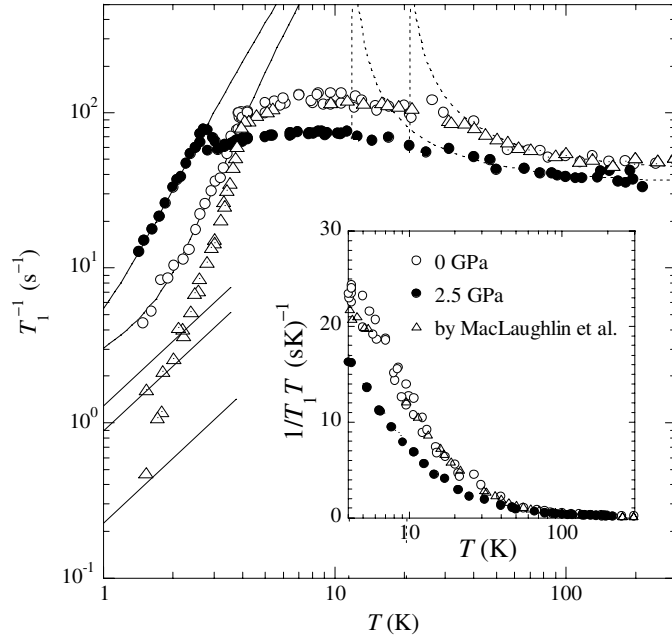 T₁⁻¹ (s⁻¹)
10²
10¹
10⁰
10⁻¹
1
10
100
T (K)
1/T₁T (sK)⁻¹
30
20
10
0
0 GPa
2.5 GPa
by MacLaughlin et al.
10
100
T (K)